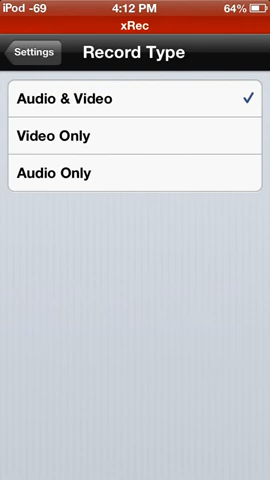 iPod -69 4:12 PM 64%
xRec
Settings Record Type
Audio & Video
Video Only
Audio Only